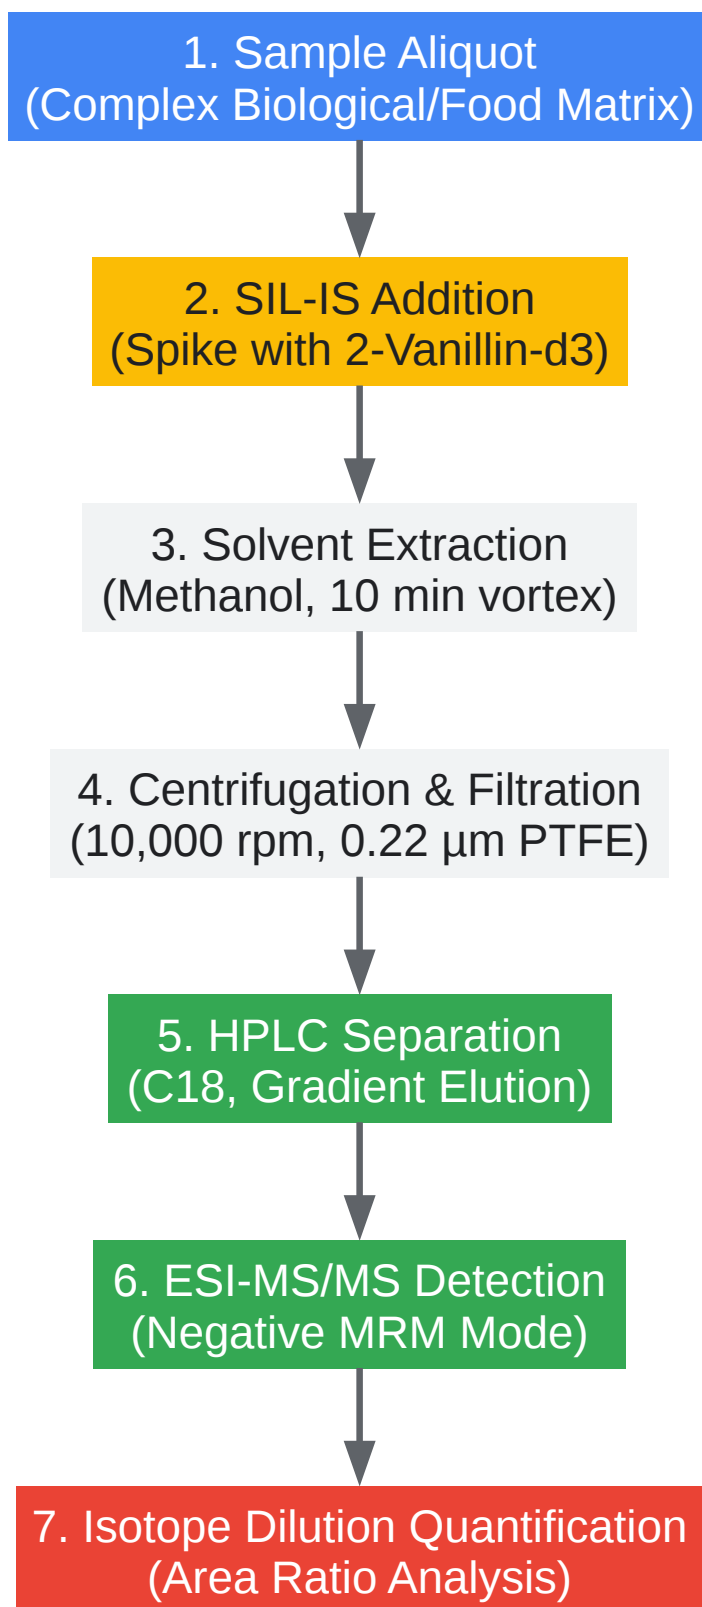 1. Sample Aliquot
(Complex Biological/Food Matrix)
2. SIL-IS Addition
(Spike with 2-Vanillin-d3)
3. Solvent Extraction
(Methanol, 10 min vortex)
4. Centrifugation & Filtration
(10,000 rpm, 0.22 µm PTFE)
5. HPLC Separation
(C18, Gradient Elution)
6. ESI-MS/MS Detection
(Negative MRM Mode)
7. Isotope Dilution Quantification
(Area Ratio Analysis)